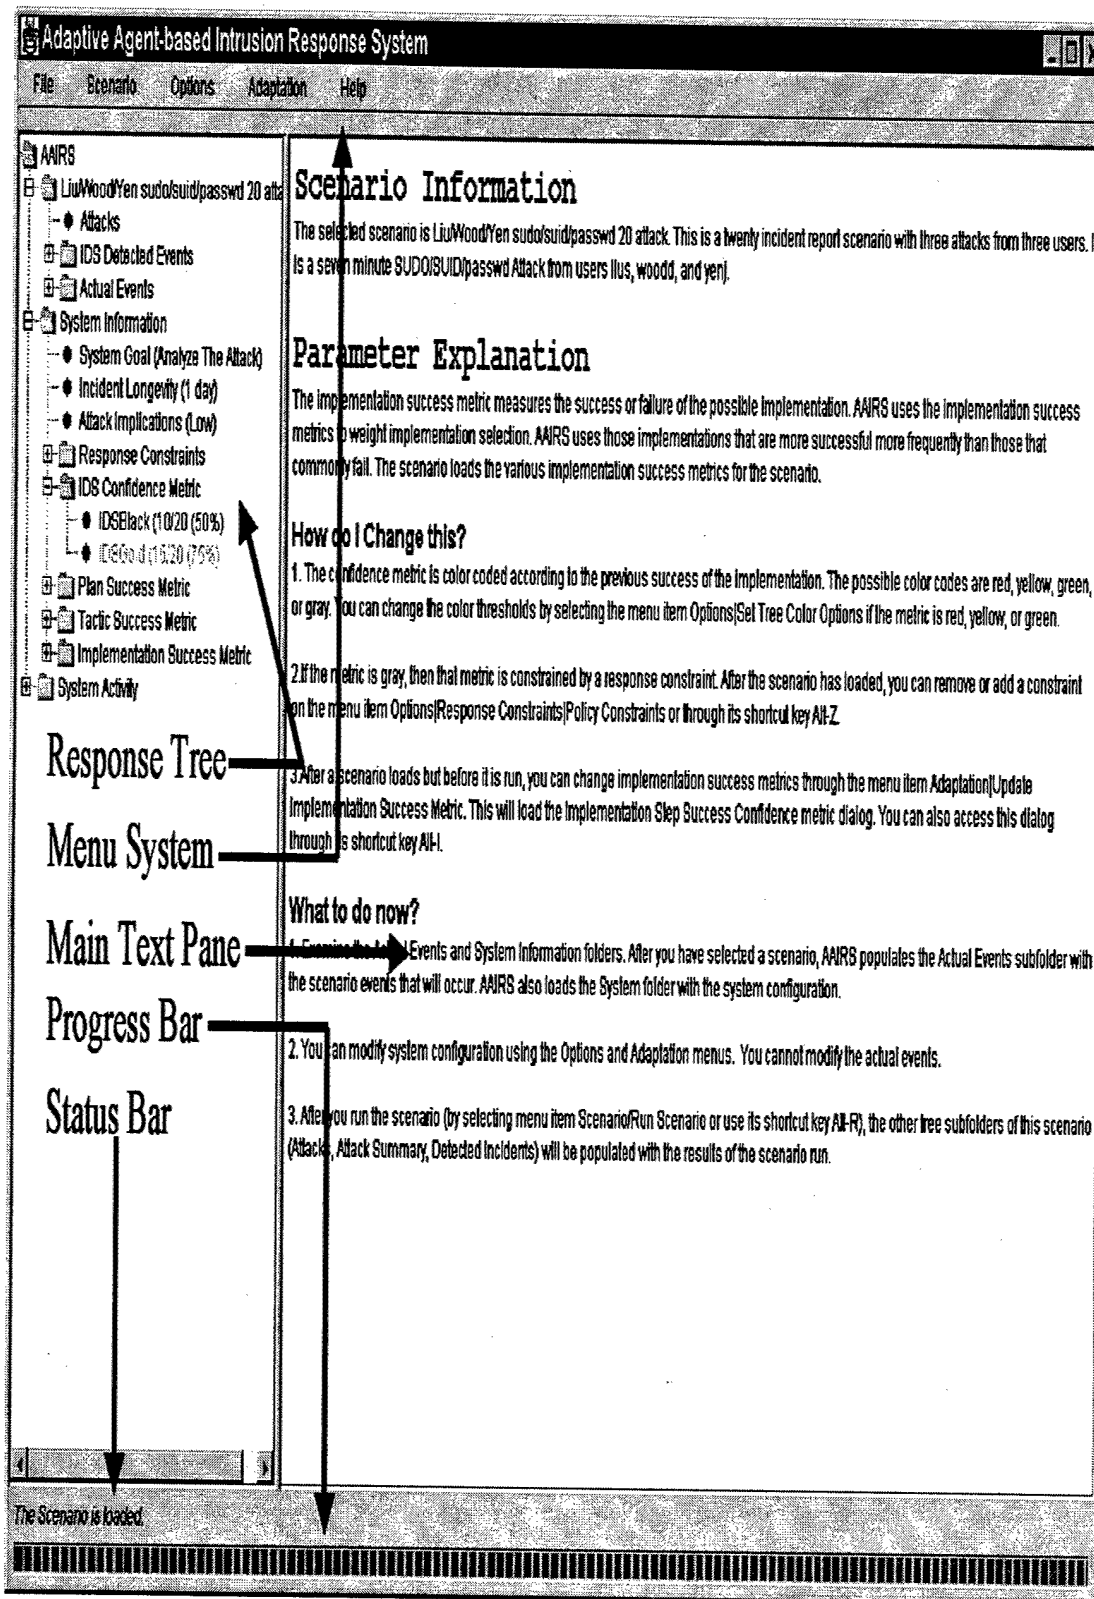 Adaptive Agent-based Intrusion Response System
File Scenario Options Adaptation Help
AAIRS
Liu/Wood/Yen sudo/suid/passwd 20 atta
Attacks
IDS Detected Events
Actual Events
System Information
System Goal (Analyze The Attack)
Incident Longevity (1 day)
Attack Implications (Low)
Response Constraints
IDS Confidence Metric
IDSBlack (10/20 (50%)
IDSGold (15/20 (75%)
Plan Success Metric
Tactic Success Metric
Implementation Success Metric
System Activity
Response Tree
Menu System
Main Text Pane
Progress Bar
Status Bar
Scenario Information
The selected scenario is Liu/Wood/Yen sudo/suid/passwd 20 attack. This is a twenty incident report scenario with three attacks from three users. I
is a seven minute SUDO/SUID/passwd Attack from users lius, woodd, and yenj.
Parameter Explanation
The implementation success metric measures the success or failure of the possible implementation. AAIRS uses the implementation success
metrics to weight implementation selection. AAIRS uses those implementations that are more successful more frequently than those that
commonly fail. The scenario loads the various implementation success metrics for the scenario.
How do I Change this?
1. The confidence metric is color coded according to the previous success of the implementation. The possible color codes are red, yellow, green,
or gray. You can change the color thresholds by selecting the menu item Options|Set Tree Color Options if the metric is red, yellow, or green.
2.If the metric is gray, then that metric is constrained by a response constraint. After the scenario has loaded, you can remove or add a constraint
on the menu item Options|Response Constraints|Policy Constraints or through its shortcut key Alt-Z.
3.After a scenario loads but before it is run, you can change implementation success metrics through the menu item Adaptation|Update
Implementation Success Metric. This will load the Implementation Step Success Confidence metric dialog. You can also access this dialog
through its shortcut key Alt-I.
What to do now?
1. Examine the Actual Events and System Information folders. After you have selected a scenario, AAIRS populates the Actual Events subfolder with
the scenario events that will occur. AAIRS also loads the System folder with the system configuration.
2. You can modify system configuration using the Options and Adaptation menus. You cannot modify the actual events.
3. After you run the scenario (by selecting menu item Scenario/Run Scenario or use its shortcut key Alt-R), the other tree subfolders of this scenario
(Attacks, Attack Summary, Detected Incidents) will be populated with the results of the scenario run.
The Scenario is loaded.